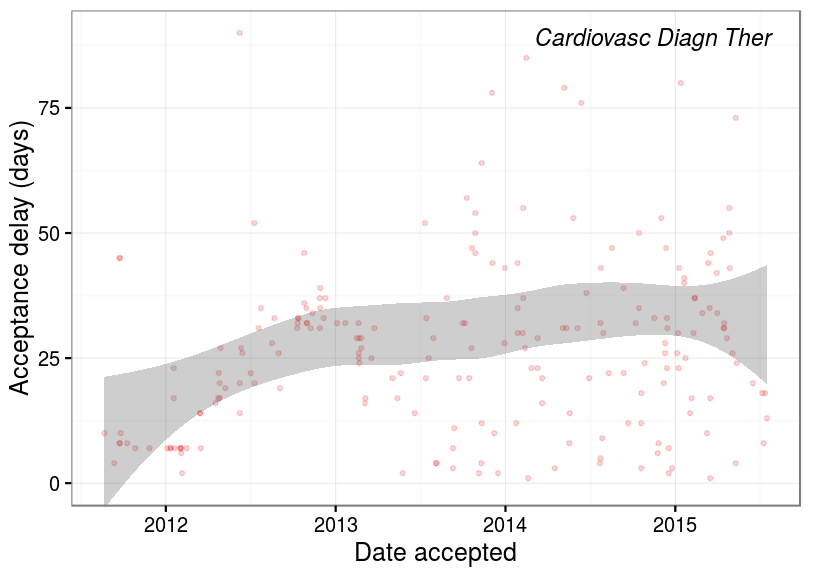 Cardiovasc Diagn Ther
Acceptance delay (days)
75
50
25
0
2012 2013 2014 2015
Date accepted